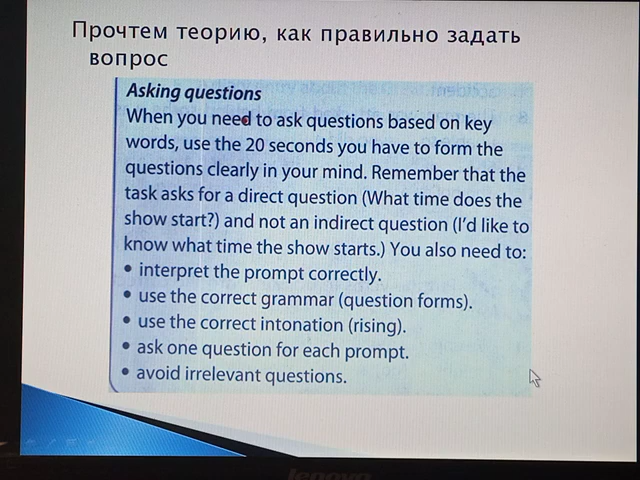 Прочтем теорию, как правильно задать
вопрос
Asking questions
When you need to ask questions based on key
words, use the 20 seconds you have to form the
questions clearly in your mind. Remember that the
task asks for a direct question (What time does the
show start?) and not an indirect question (I'd like to
know what time the show starts.) You also need to:
• interpret the prompt correctly.
• use the correct grammar (question forms).
• use the correct intonation (rising).
• ask one question for each prompt.
• avoid irrelevant questions.
lenovo